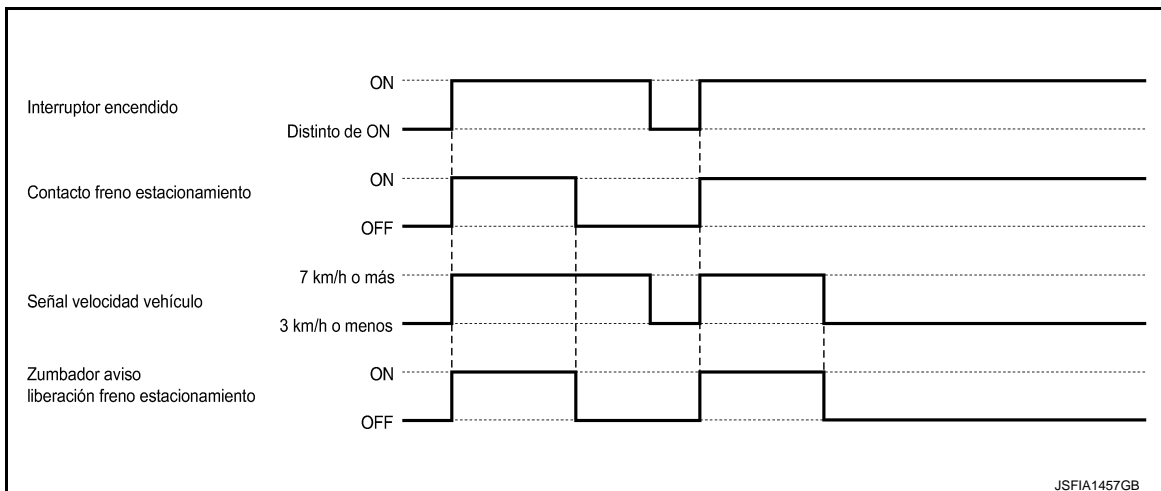 ON
Interruptor encendido
Distinto de ON
ON
Contacto freno estacionamiento
OFF
7 km/h o más
Señal velocidad vehículo
3 km/h o menos
Zumbador aviso
liberación freno estacionamiento
ON
OFF
JSFIA1457GB